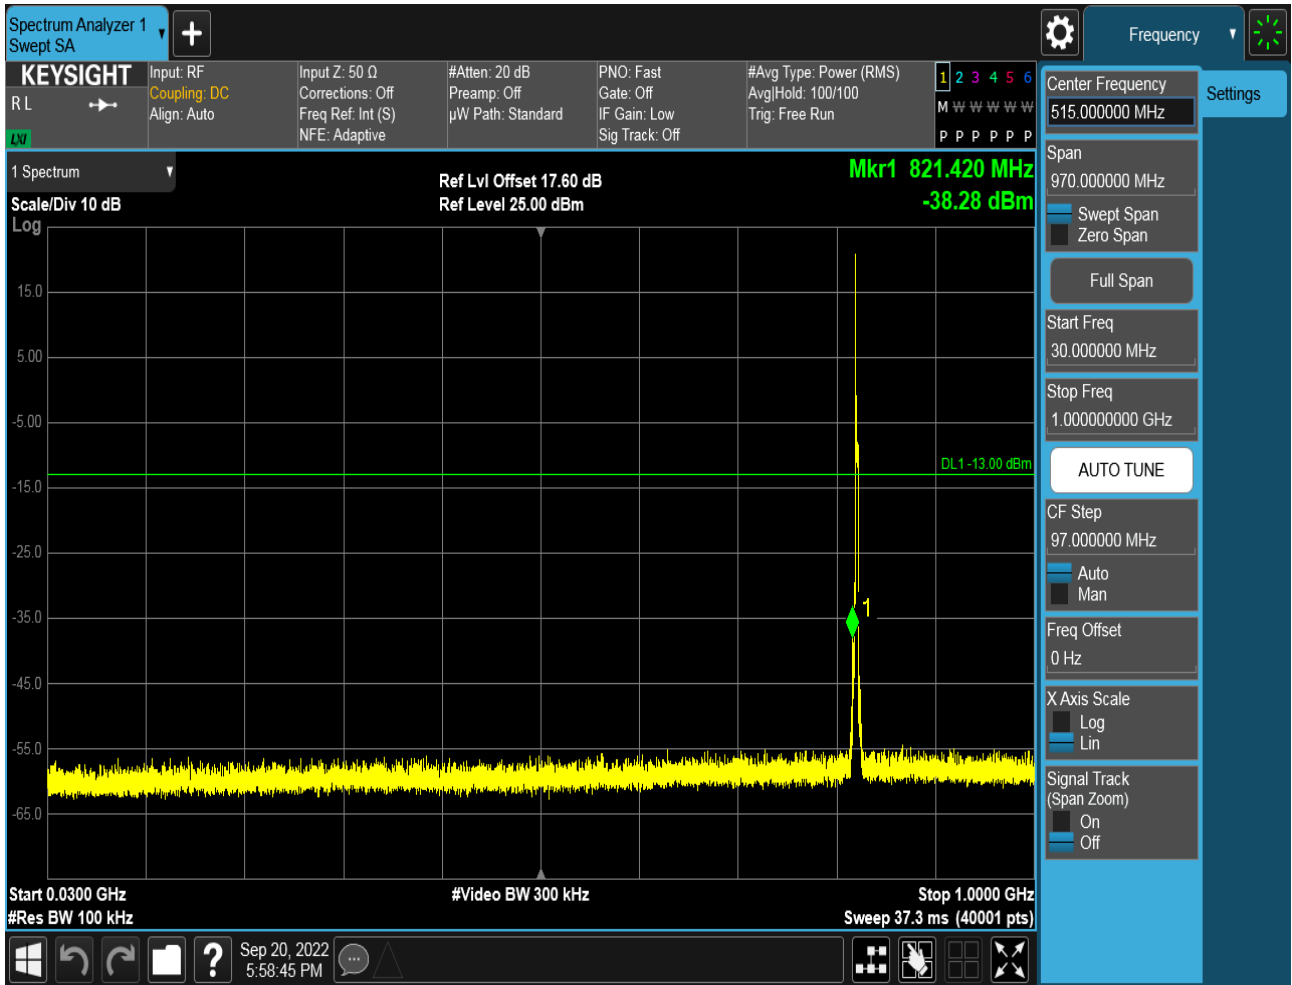 Spectrum Analyzer 1
Swept SA
Frequency
KEYSIGHT
R L
LXI
Input: RF
Coupling: DC
Align: Auto
Input Z: 50 Ω
Corrections: Off
Freq Ref: Int (S)
NFE: Adaptive
#Atten: 20 dB
Preamp: Off
µW Path: Standard
PNO: Fast
Gate: Off
IF Gain: Low
Sig Track: Off
#Avg Type: Power (RMS)
Avg|Hold: 100/100
Trig: Free Run
1 2 3 4 5 6
M W W W W W
P P P P P P
1 Spectrum
Scale/Div 10 dB
Log
Ref Lvl Offset 17.60 dB
Ref Level 25.00 dBm
Mkr1 821.420 MHz
-38.28 dBm
15.0
5.00
-5.00
-15.0
-25.0
-35.0
-45.0
-55.0
-65.0
DL1 -13.00 dBm
1
Start 0.0300 GHz
#Res BW 100 kHz
#Video BW 300 kHz
Stop 1.0000 GHz
Sweep 37.3 ms (40001 pts)
Center Frequency
515.000000 MHz
Span
970.000000 MHz
Swept Span
Zero Span
Full Span
Start Freq
30.000000 MHz
Stop Freq
1.000000000 GHz
AUTO TUNE
CF Step
97.000000 MHz
Auto
Man
Freq Offset
0 Hz
X Axis Scale
Log
Lin
Signal Track
(Span Zoom)
On
Off
Settings
?
Sep 20, 2022
5:58:45 PM